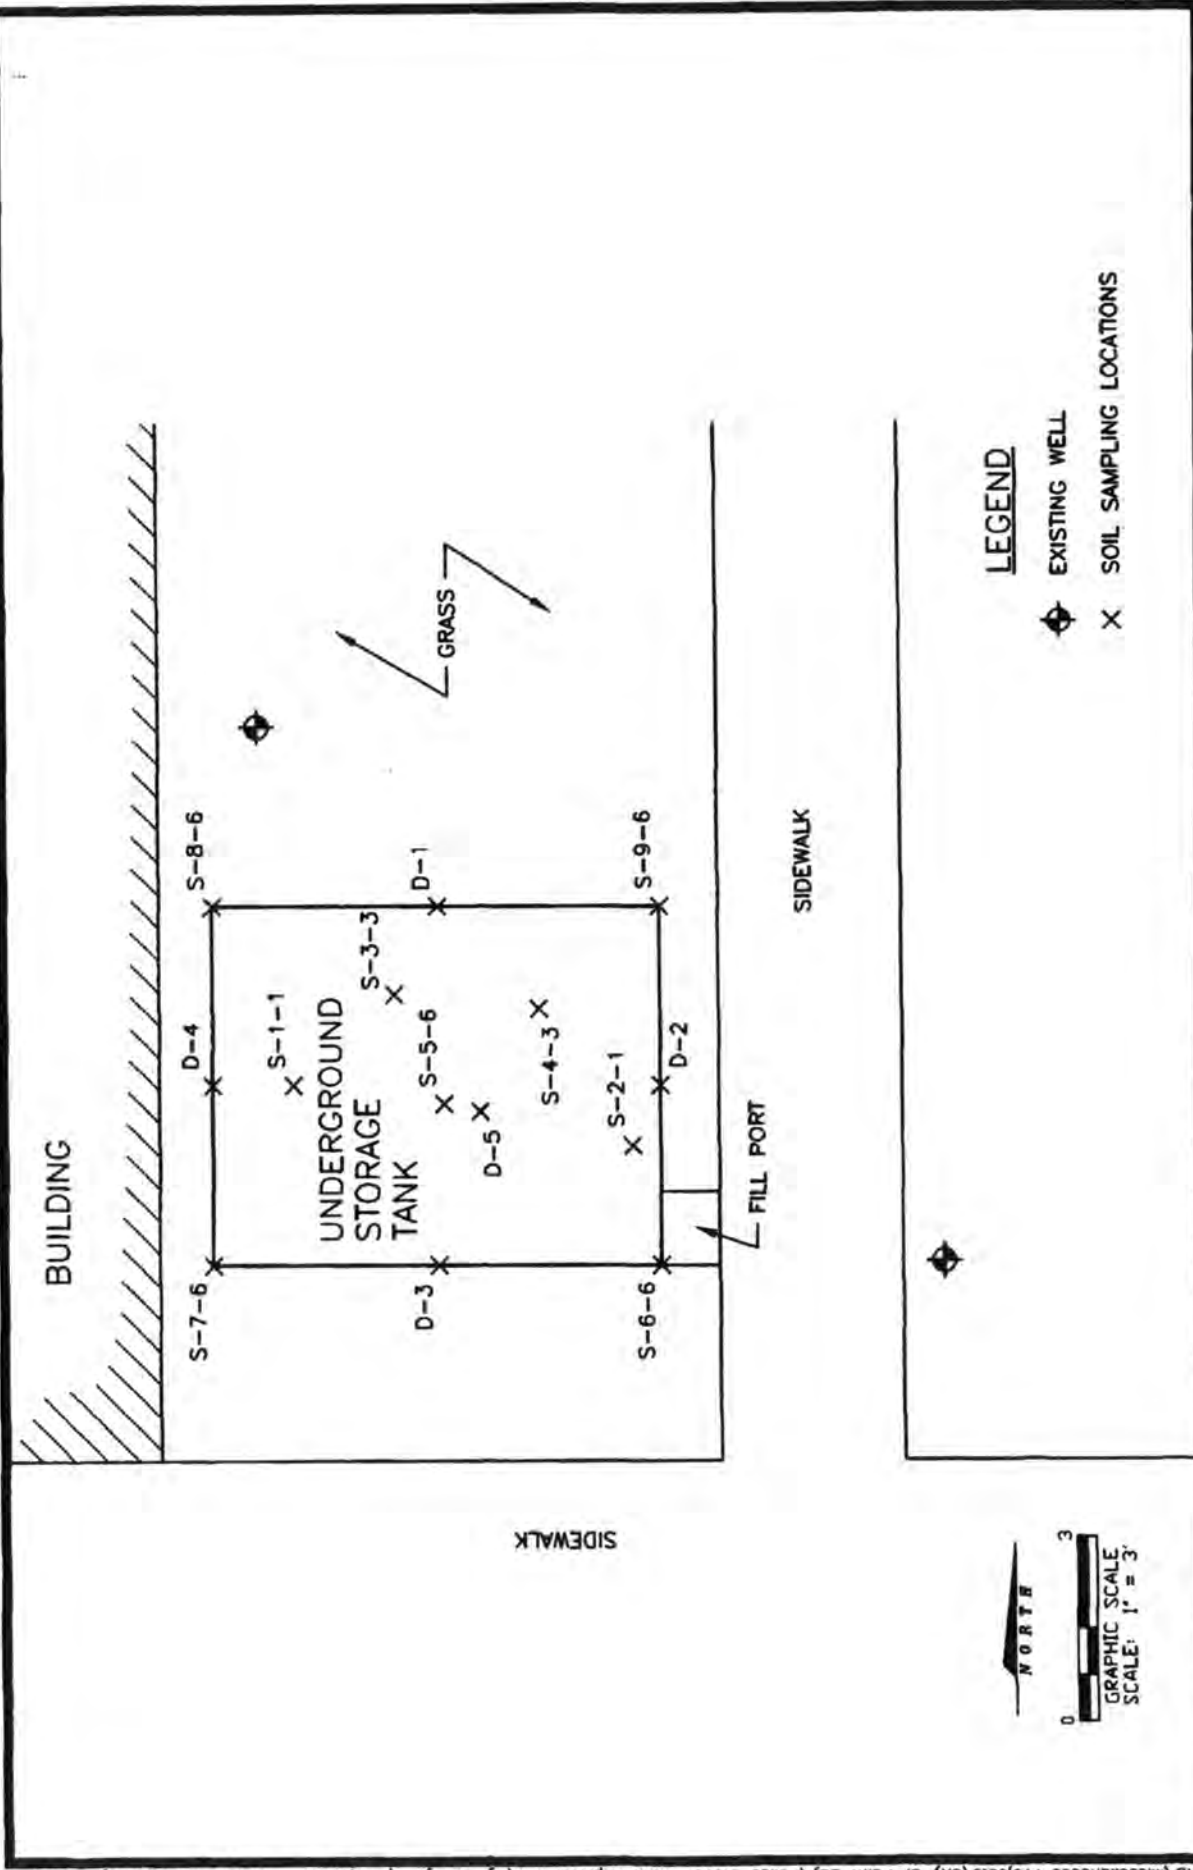 BUILDING
S-7-6
D-4
S-8-6
S-1-1
UNDERGROUND
STORAGE
TANK
S-3-3
D-3
S-5-6
D-1
D-5
S-4-3
S-2-1
S-6-6
D-2
S-9-6
GRASS
FILL PORT
SIDEWALK
SIDEWALK
LEGEND
EXISTING WELL
SOIL SAMPLING LOCATIONS
NORTH
0 3
GRAPHIC SCALE
SCALE: 1" = 3'